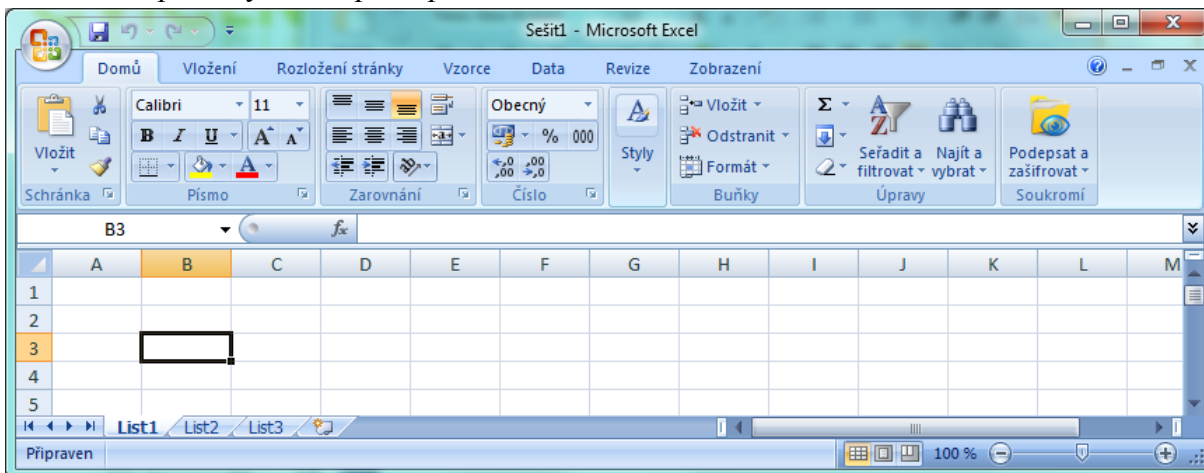 Sešit1 - Microsoft Excel
Domů Vložení Rozložení stránky Vzorce Data Revize Zobrazení
Calibri 11 Obecný Vložit Σ
B I U A A % 000 Odstranit
Vložit Styly Formát Seřadit a filtrovat Najít a vybrat Podepsat a zašifrovat
Schránka Písmo Zarovnání Číslo Buňky Úpravy Soukromí
B3 fx
A B C D E F G H I J K L M
1
2
3
4
5
List1 List2 List3
Připraven 100 %